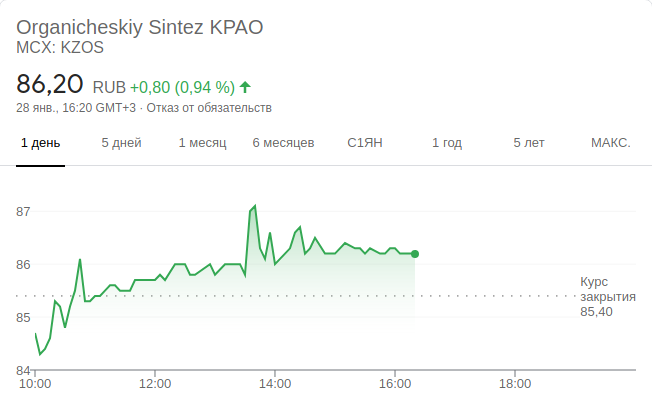 Organicheskiy Sintez KPAO
MCX: KZOS
86,20 RUB +0,80 (0,94 %)
28 янв., 16:20 GMT+3 · Отказ от обязательств
1 день 5 дней 1 месяц 6 месяцев С1ЯН 1 год 5 лет МАКС.
87
86
Курс
закрытия
85,40
85
84
10:00 12:00 14:00 16:00 18:00